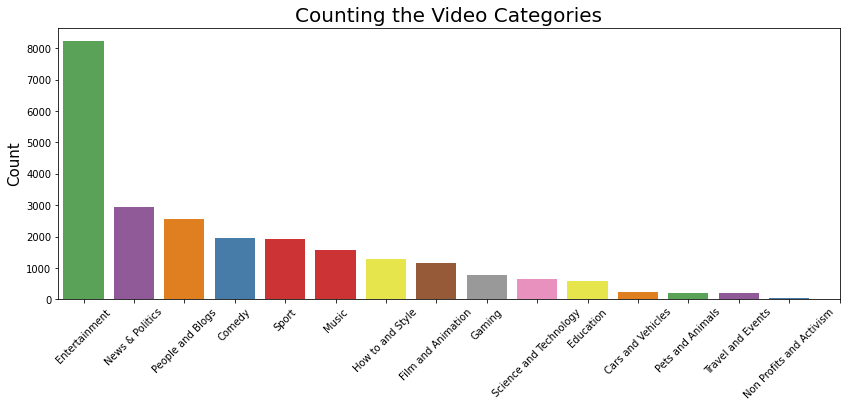 Counting the Video Categories
Count
8000
7000
6000
5000
4000
3000
2000
1000
0
Entertainment
News & Politics
People and Blogs
Comedy
Sport
Music
How to and Style
Film and Animation
Gaming
Science and Technology
Education
Cars and Vehicles
Pets and Animals
Travel and Events
Non Profits and Activism